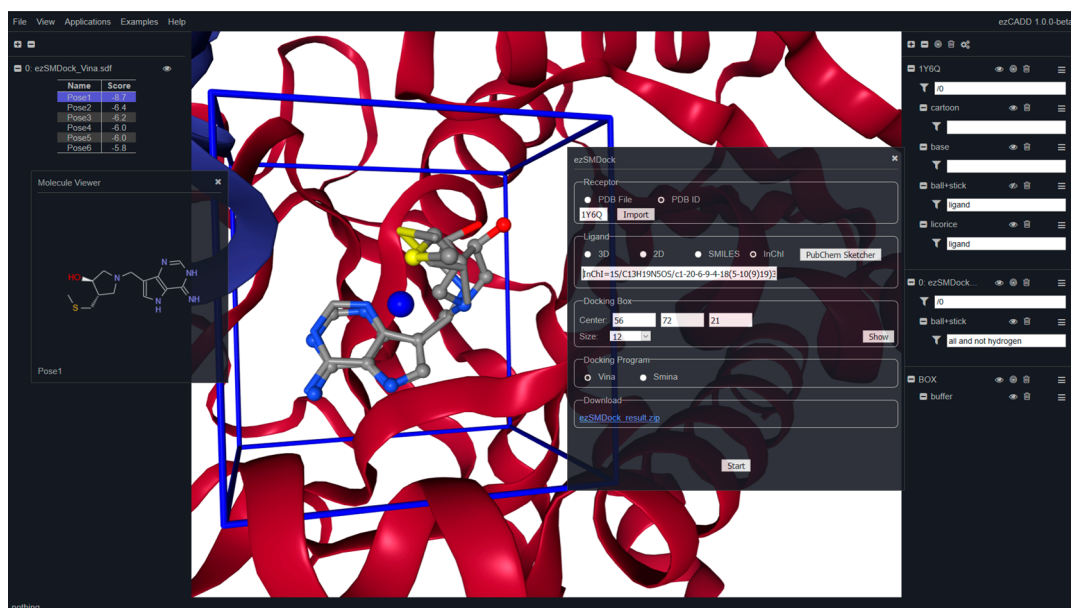 File View Applications Examples Help
ezCADD 1.0.0-beta
0: ezSMDock_Vina.sdf
Name Score
Pose1 -8.7
Pose2 -6.4
Pose3 -6.2
Pose4 -6.0
Pose5 -6.0
Pose6 -5.8
Molecule Viewer
HO
N
N
NH
N
NH
N
H
S
Pose1
ezSMDock
Receptor
PDB File PDB ID
1Y6Q Import
Ligand
3D 2D SMILES InChI PubChem Sketcher
InChI=1S/C13H19N5OS/c1-20-6-9-4-18(5-10(9)19)3
Docking Box
Center: 56 72 21
Size: 12 Show
Docking Program
Vina Smina
Download
ezSMDock_result.zip
Start
1Y6Q
/0
cartoon
base
ball+stick
ligand
licorice
ligand
0: ezSMDock...
/0
ball+stick
all and not hydrogen
BOX
buffer
nothing